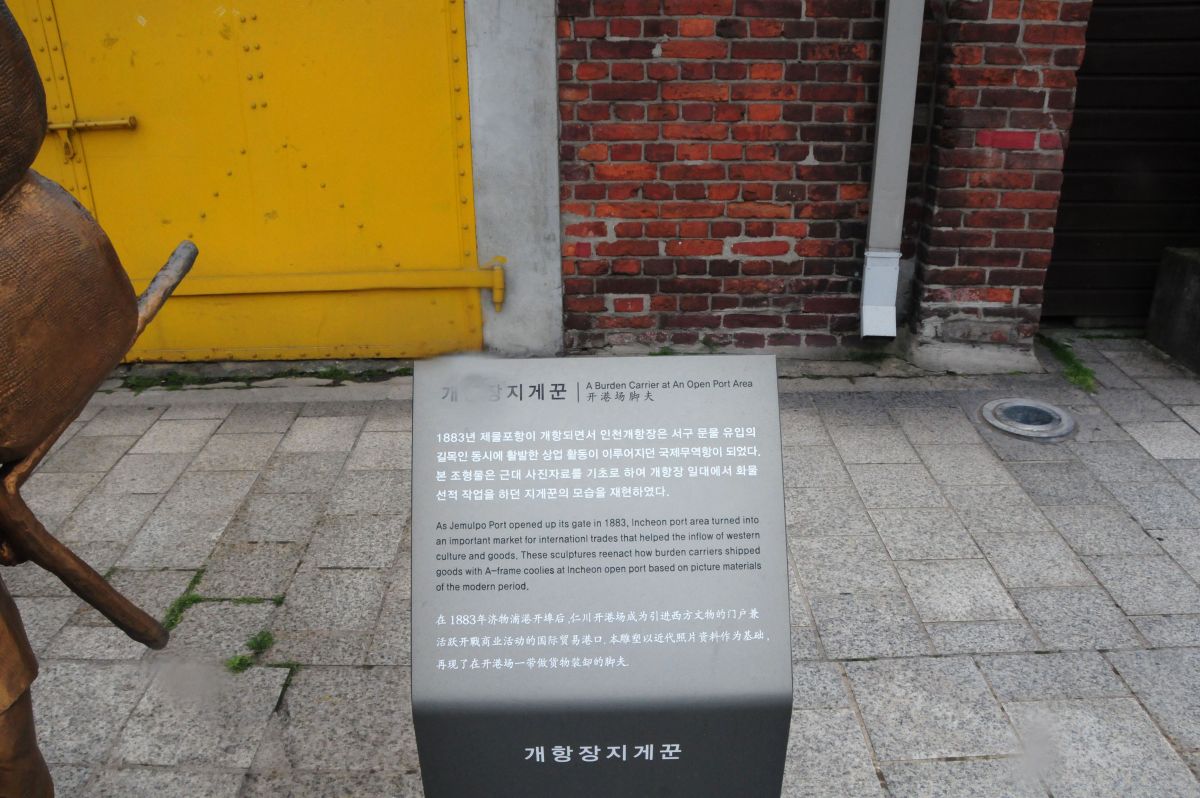 개항장지게꾼 | A Burden Carrier at An Open Port Area
开港场脚夫
1883년 제물포항이 개항되면서 인천개항장은 서구 문물 유입의
길목인 동시에 활발한 상업 활동이 이루어지던 국제무역항이 되었다.
본 조형물은 근대 사진자료를 기초로 하여 개항장 일대에서 화물
선적 작업을 하던 지게꾼의 모습을 재현하였다.
As Jemulpo Port opened up its gate in 1883, Incheon port area turned into
an important market for internationl trades that helped the inflow of western
culture and goods. These sculptures reenact how burden carriers shipped
goods with A-frame coolies at Incheon open port based on picture materials
of the modern period.
在1883年济物浦港开埠后,仁川开港场成为引进西方文物的门户兼
活跃开戰商业活动的国际贸易港口.本雕塑以近代照片资料作为基础,
再现了在开港场一带做货物装卸的脚夫.
개항장지게꾼